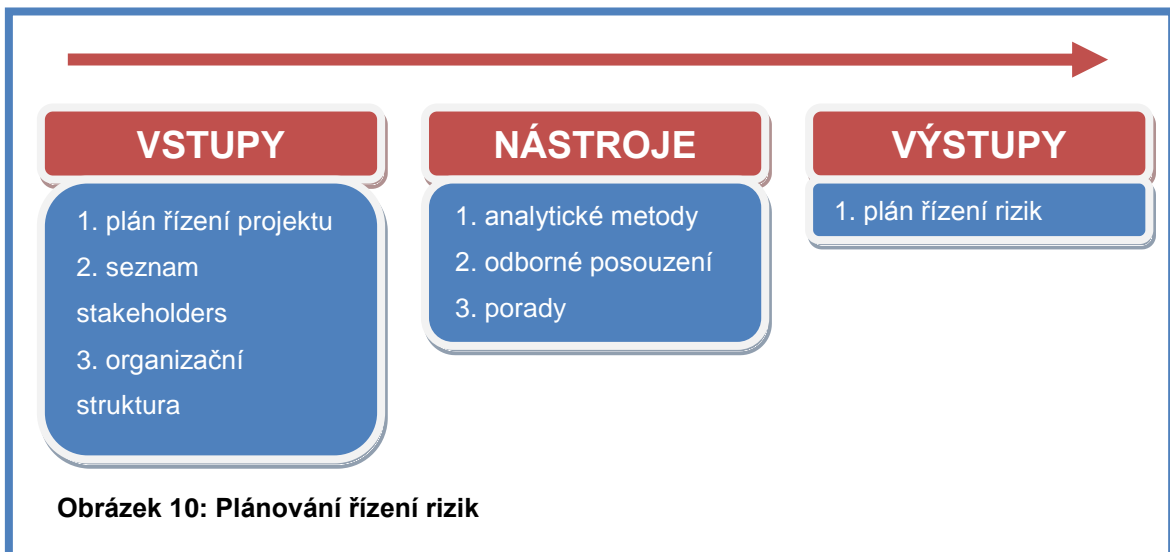 VSTUPY
1. plán řízení projektu
2. seznam
stakeholders
3. organizační
struktura
NÁSTROJE
1. analytické metody
2. odborné posouzení
3. porady
VÝSTUPY
1. plán řízení rizik
Obrázek 10: Plánování řízení rizik